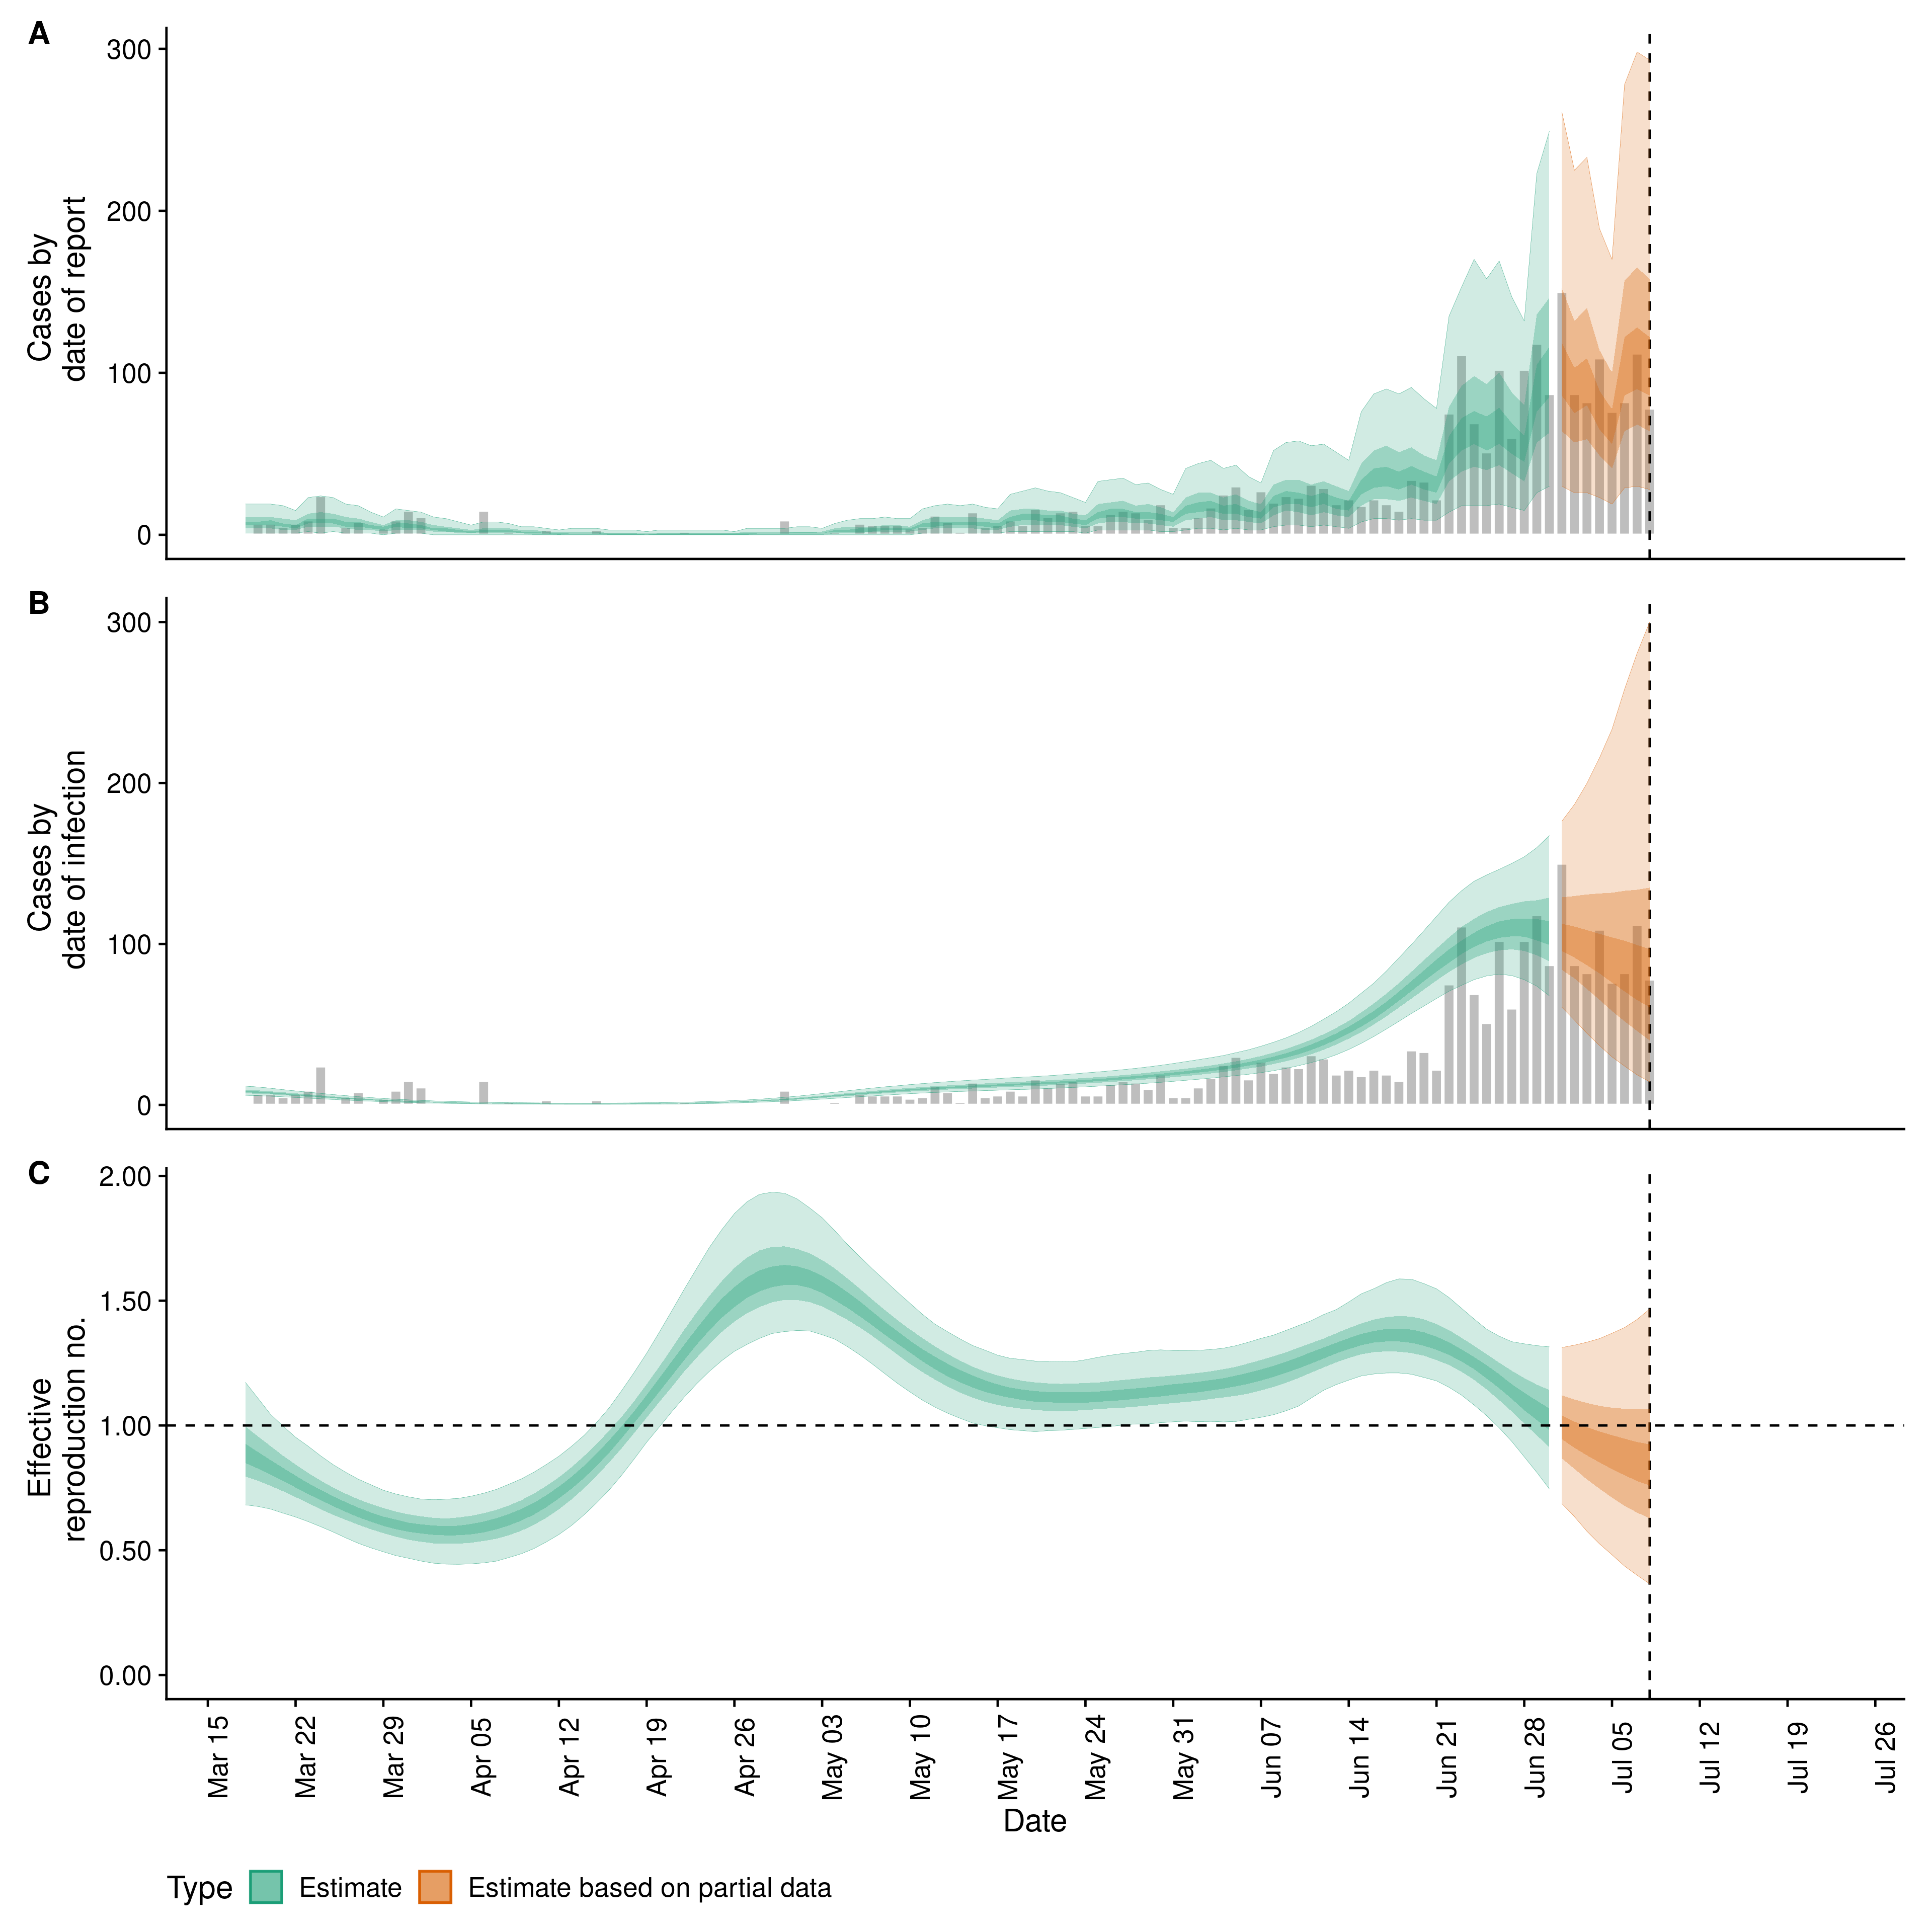 A
300
200
100
0
Cases by
date of report
B
300
200
100
0
Cases by
date of infection
C
2.00
1.50
1.00
0.50
0.00
Effective
reproduction no.
Mar 15
Mar 22
Mar 29
Apr 05
Apr 12
Apr 19
Apr 26
May 03
May 10
May 17
May 24
May 31
Jun 07
Jun 14
Jun 21
Jun 28
Jul 05
Jul 12
Jul 19
Jul 26
Date
Type Estimate Estimate based on partial data